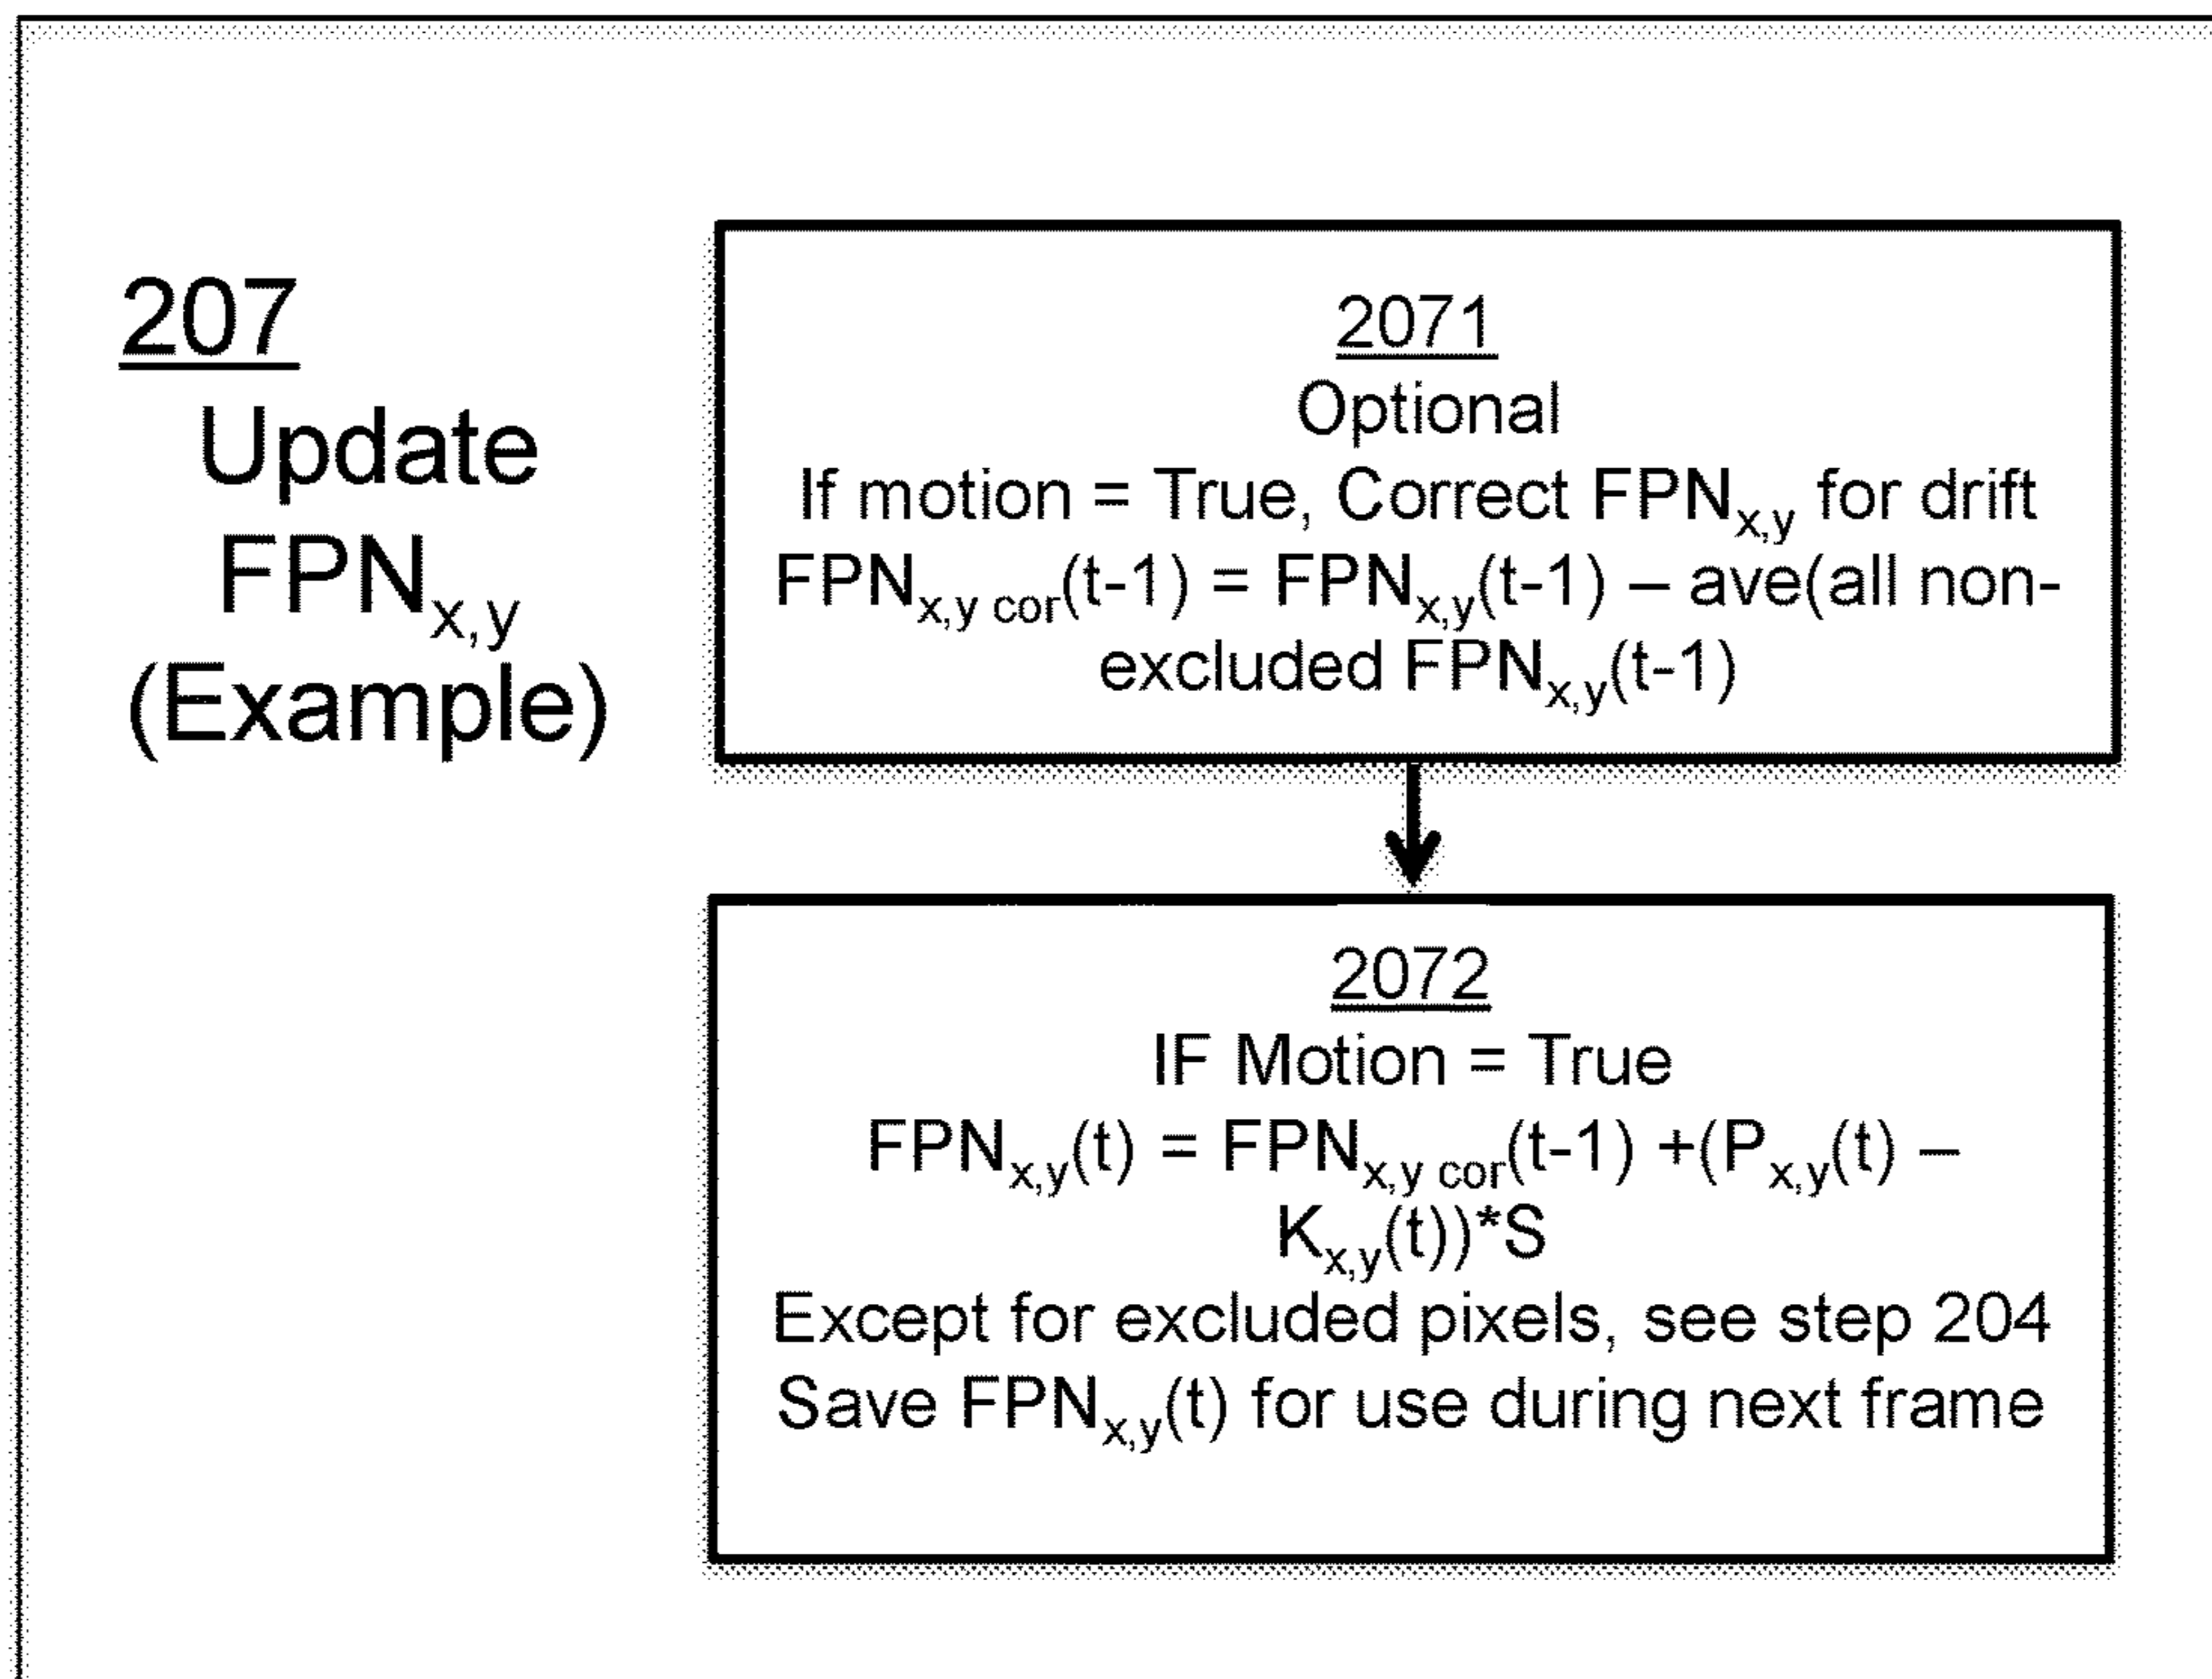 207
Update
FPNx,y
(Example)
2071
Optional
If motion = True, Correct FPNx,y for drift
FPNx,y cor(t-1) = FPNx,y(t-1) – ave(all non-
excluded FPNx,y(t-1)
2072
IF Motion = True
FPNx,y(t) = FPNx,y cor(t-1) +(Px,y(t) –
Kx,y(t))*S
Except for excluded pixels, see step 204
Save FPNx,y(t) for use during next frame